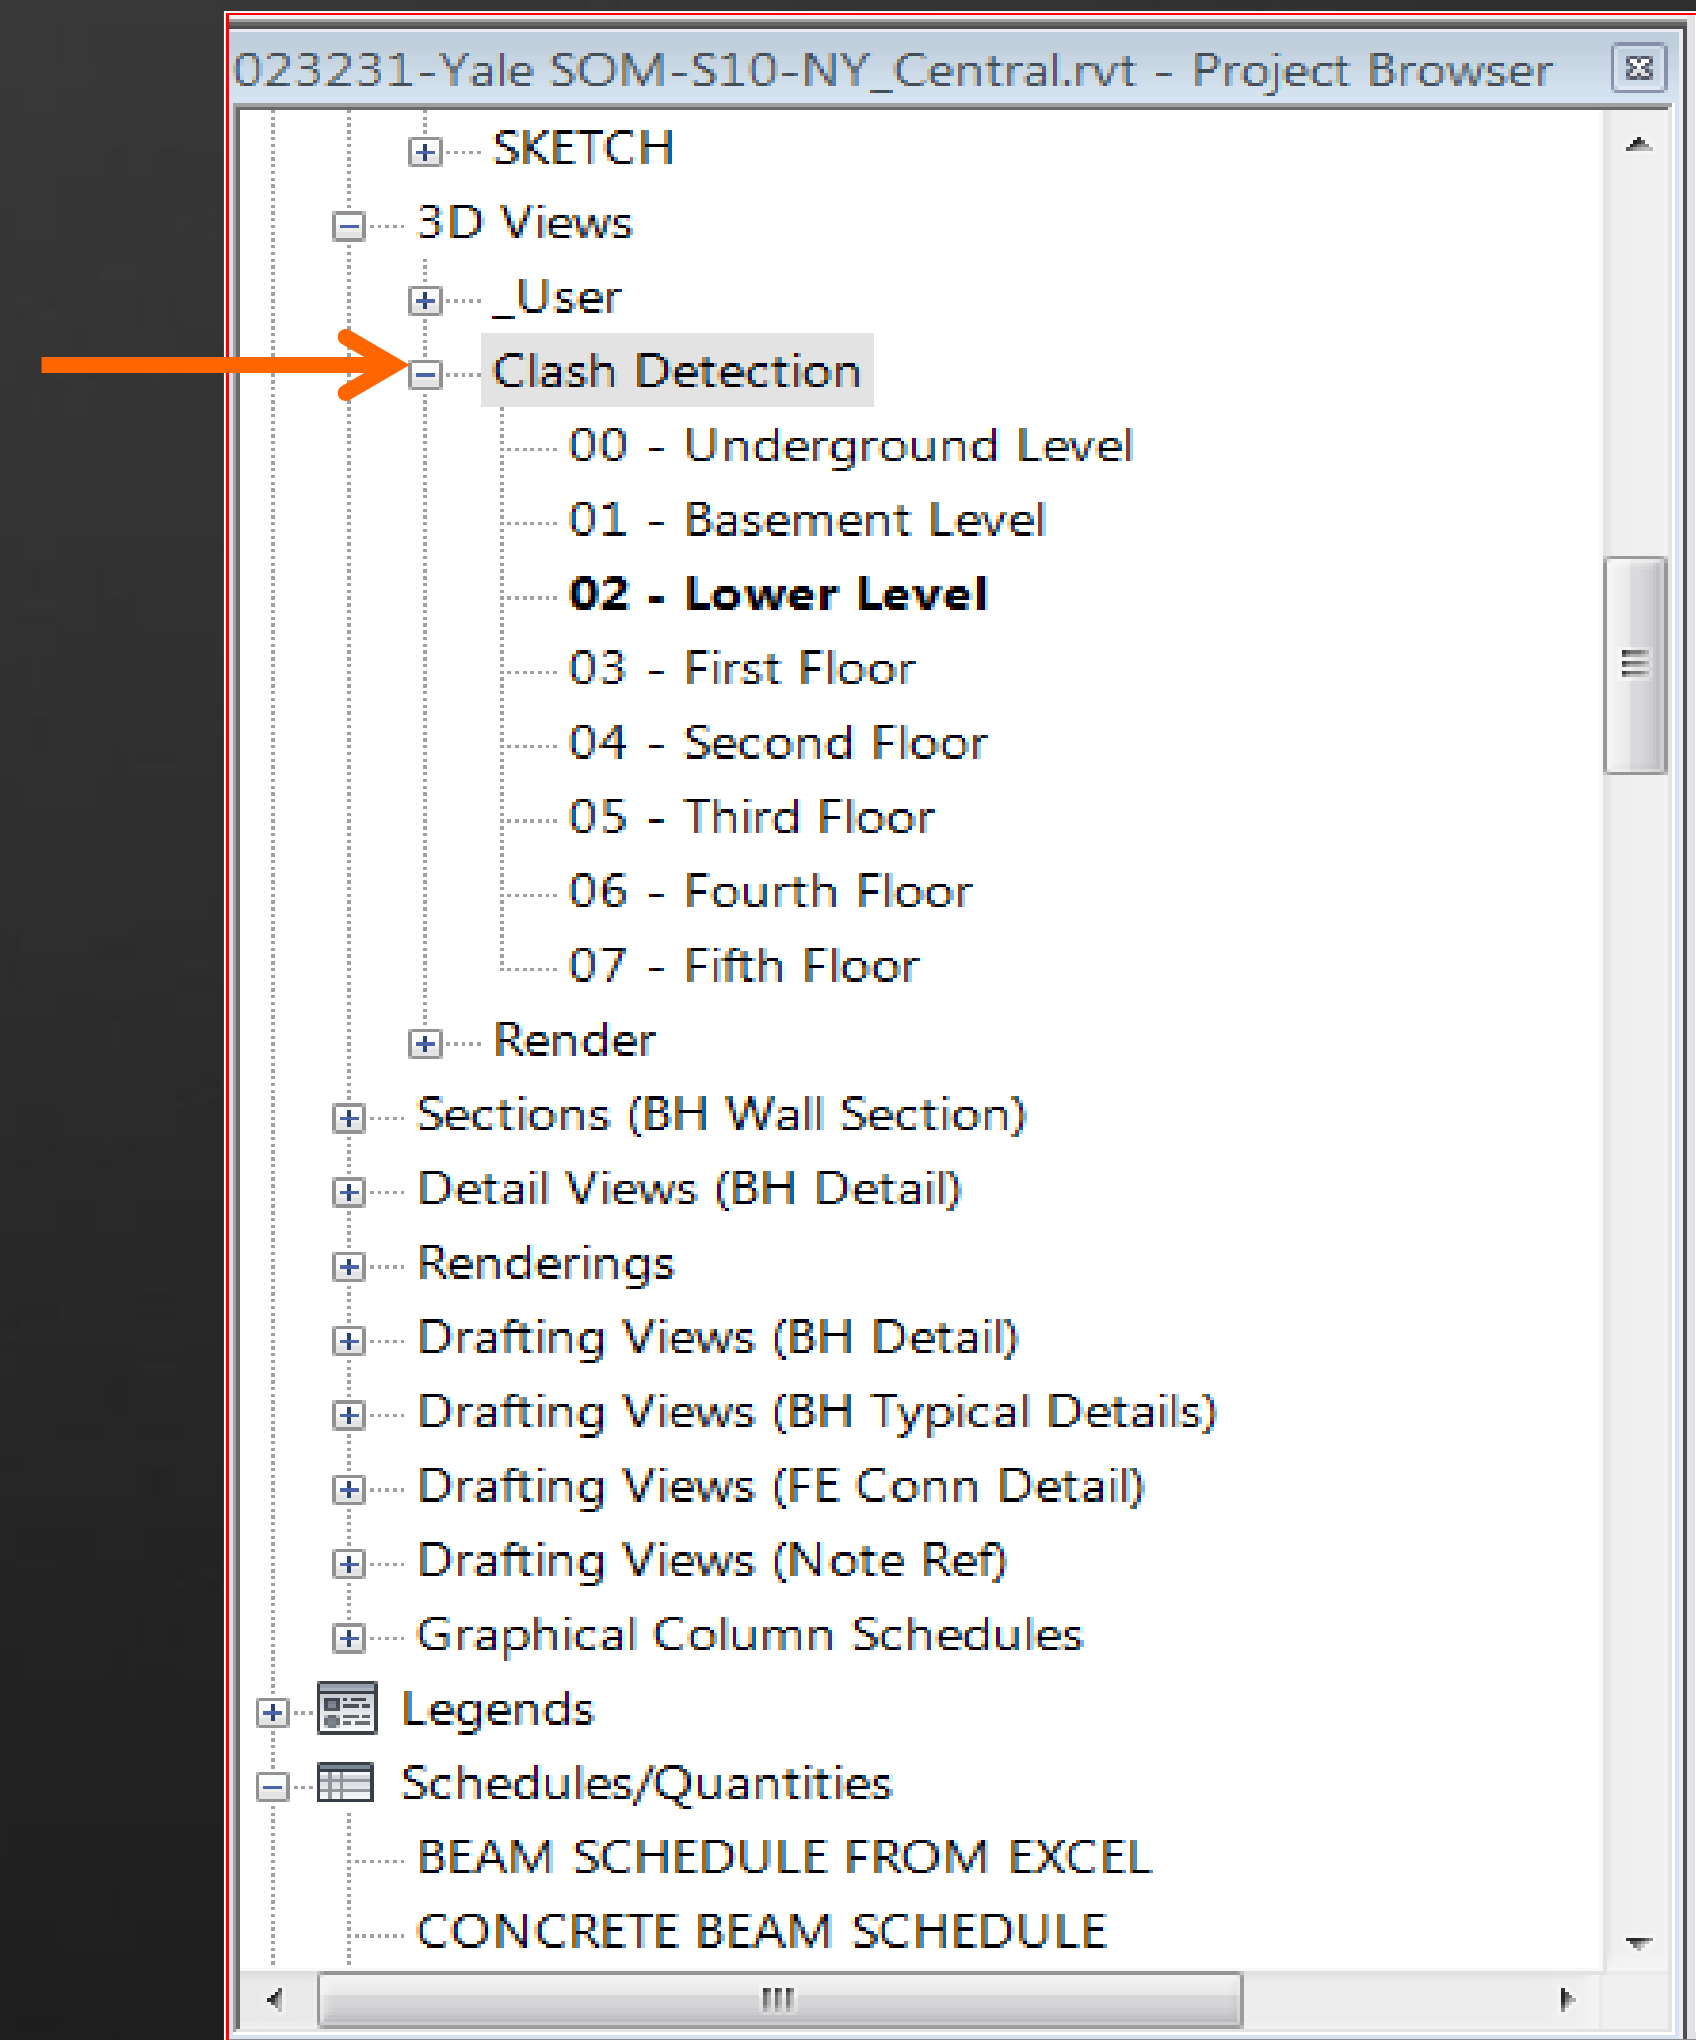 023231-Yale SOM-S10-NY_Central.rvt - Project Browser
SKETCH
3D Views
_User
Clash Detection
00 - Underground Level
01 - Basement Level
02 - Lower Level
03 - First Floor
04 - Second Floor
05 - Third Floor
06 - Fourth Floor
07 - Fifth Floor
Render
Sections (BH Wall Section)
Detail Views (BH Detail)
Renderings
Drafting Views (BH Detail)
Drafting Views (BH Typical Details)
Drafting Views (FE Conn Detail)
Drafting Views (Note Ref)
Graphical Column Schedules
Legends
Schedules/Quantities
BEAM SCHEDULE FROM EXCEL
CONCRETE BEAM SCHEDULE